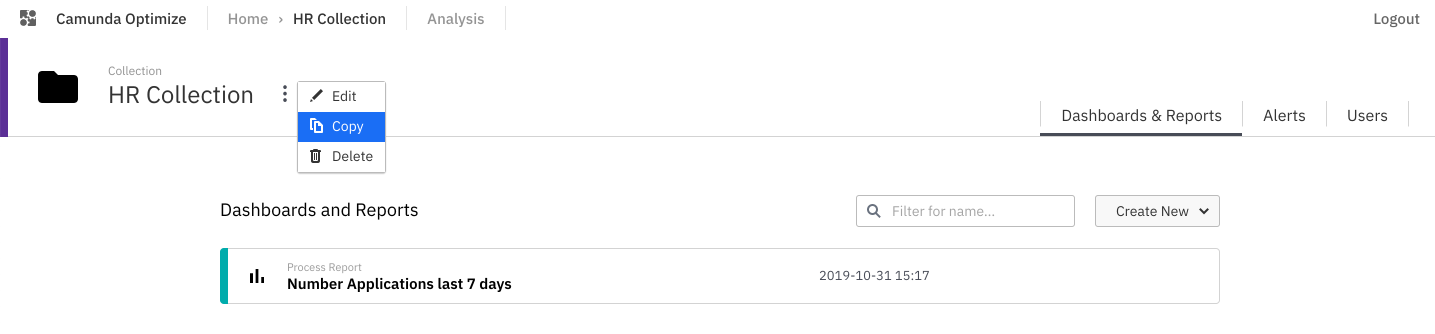 Camunda Optimize
Home › HR Collection
Analysis
Logout
Collection
HR Collection
Edit
Copy
Delete
Dashboards & Reports
Alerts
Users
Dashboards and Reports
Filter for name...
Create New
Process Report
Number Applications last 7 days
2019-10-31 15:17